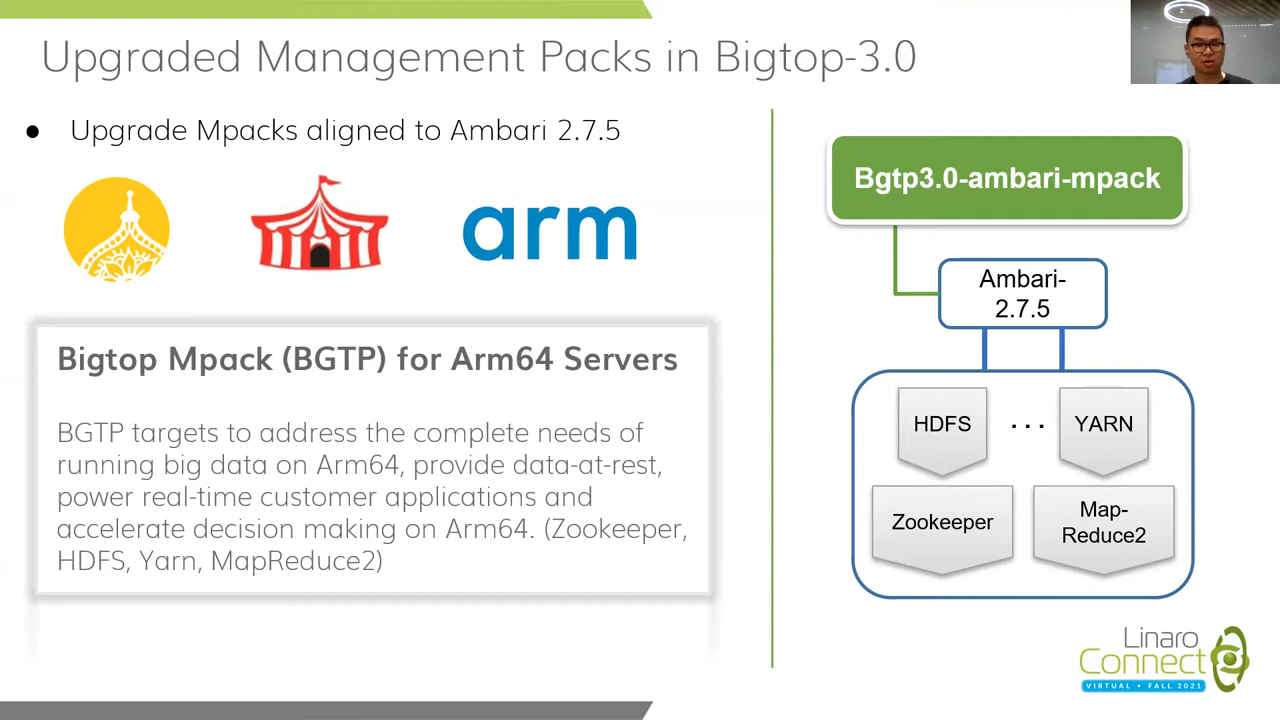 Upgraded Management Packs in Bigtop-3.0
● Upgrade Mpacks aligned to Ambari 2.7.5
arm
Bigtop Mpack (BGTP) for Arm64 Servers
BGTP targets to address the complete needs of
running big data on Arm64, provide data-at-rest,
power real-time customer applications and
accelerate decision making on Arm64. (Zookeeper,
HDFS, Yarn, MapReduce2)
Bgtp3.0-ambari-mpack
Ambari-
2.7.5
HDFS
. . .
YARN
Zookeeper
Map-
Reduce2
Linaro
Connect
VIRTUAL • FALL 2021